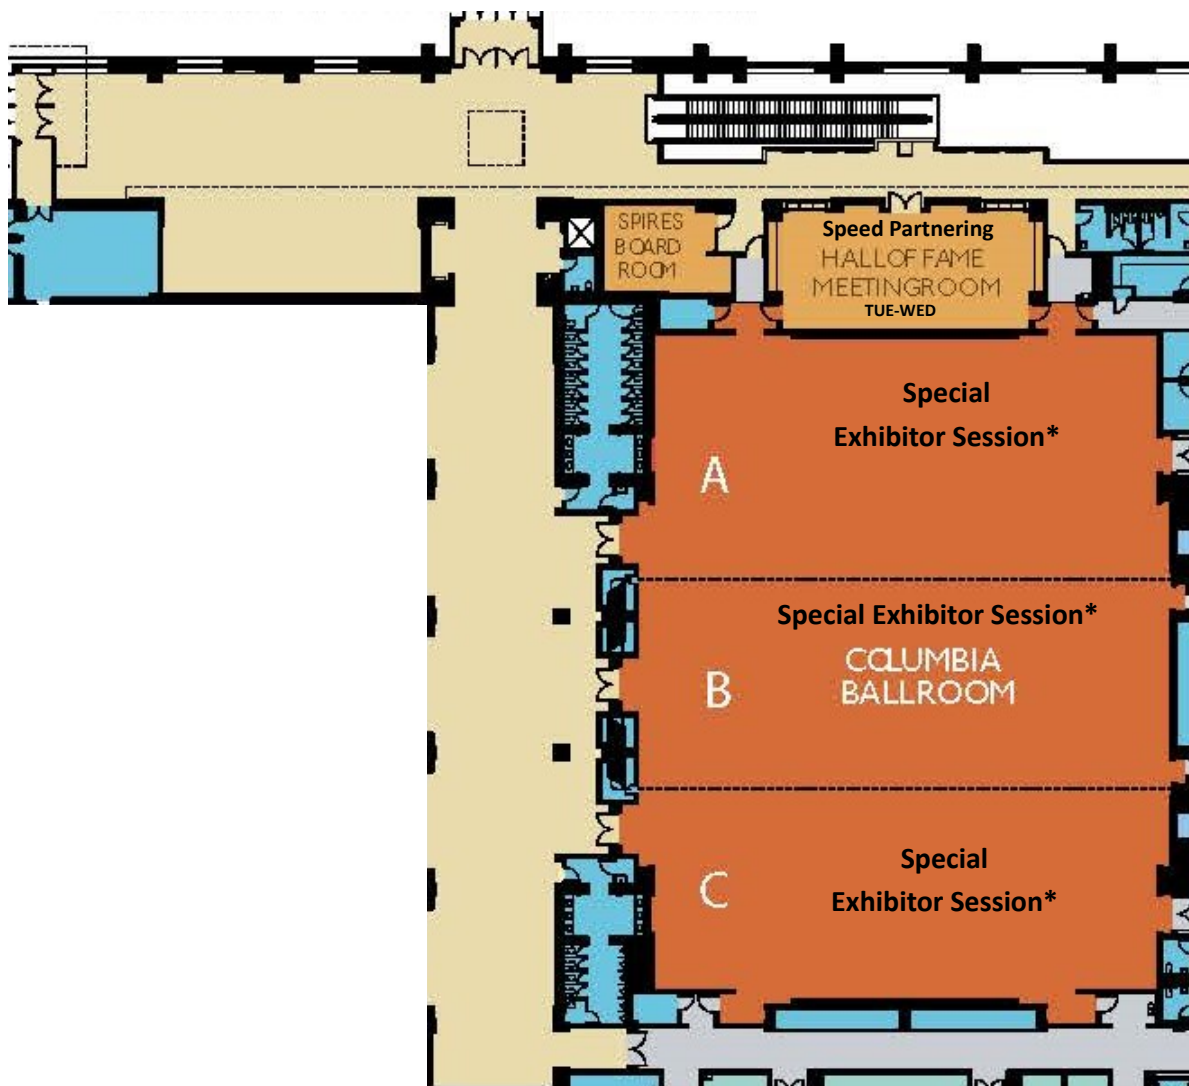 SPIRES
BOARD
ROOM
Speed Partnering
HALL OF FAME
MEETINGROOM
TUE-WED
Special
Exhibitor Session*
A
Special Exhibitor Session*
COLUMBIA
BALLROOM
B
Special
Exhibitor Session*
C